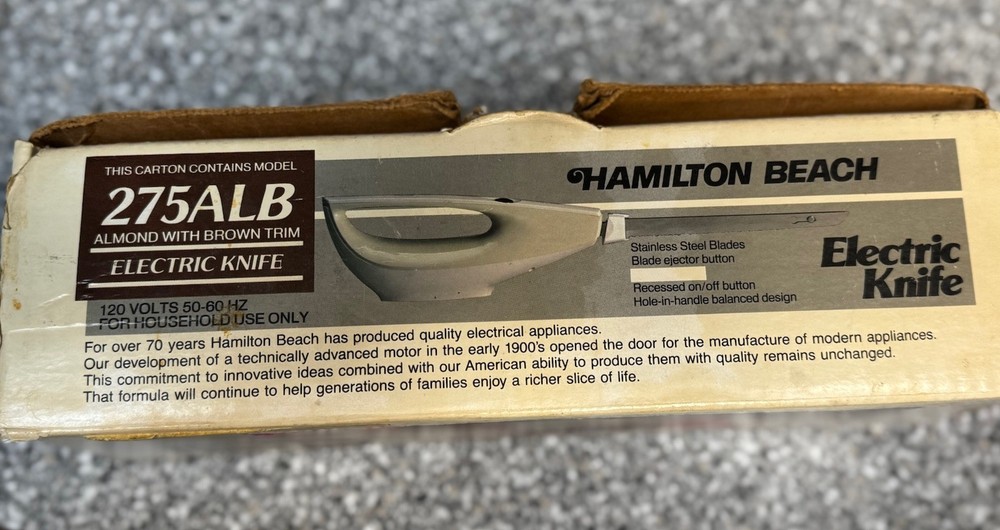 THIS CARTON CONTAINS MODEL
275ALB
ALMOND WITH BROWN TRIM
ELECTRIC KNIFE
120 VOLTS 50-60 HZ
FOR HOUSEHOLD USE ONLY
HAMILTON BEACH
Stainless Steel Blades
Blade ejector button
Recessed on/off button
Hole-in-handle balanced design
Electric
Knife
For over 70 years Hamilton Beach has produced quality electrical appliances.
Our development of a technically advanced motor in the early 1900's opened the door for the manufacture of modern appliances.
This commitment to innovative ideas combined with our American ability to produce them with quality remains unchanged.
That formula will continue to help generations of families enjoy a richer slice of life.